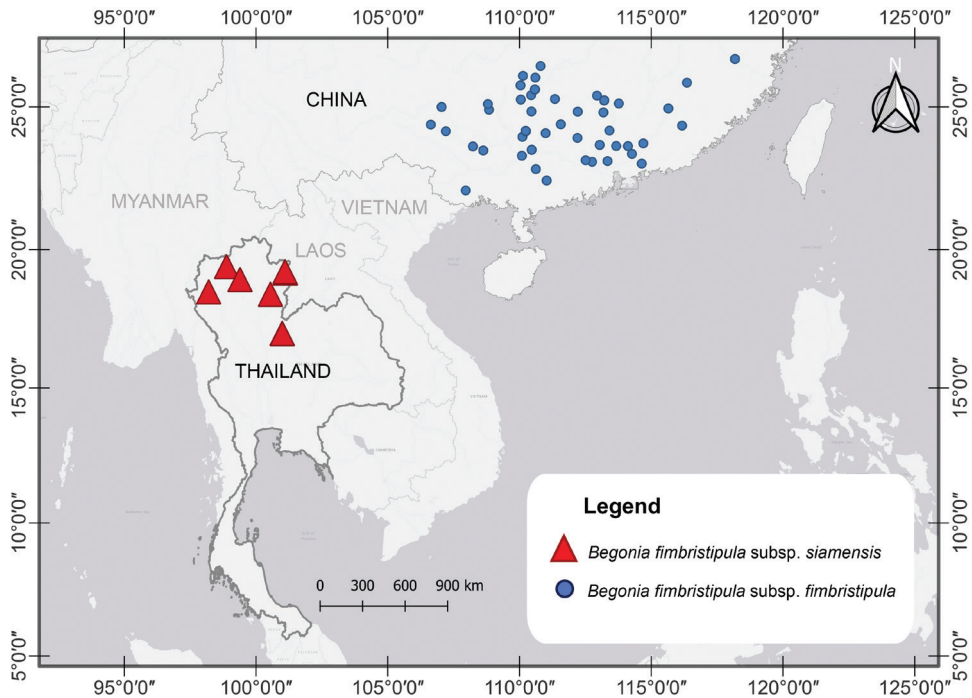 95°0'0" 100°0'0" 105°0'0" 110°0'0" 115°0'0" 120°0'0" 125°0'0"
N
CHINA
25°0'0" 25°0'0"
MYANMAR
VIETNAM
20°0'0" 20°0'0"
LAOS
THAILAND
15°0'0" 15°0'0"
VIETNAM
10°0'0" 10°0'0"
Legend
Begonia fimbristipula subsp. siamensis
Begonia fimbristipula subsp. fimbristipula
0 300 600 900 km
5°0'0" 5°0'0"
95°0'0" 100°0'0" 105°0'0" 110°0'0" 115°0'0" 120°0'0" 125°0'0"